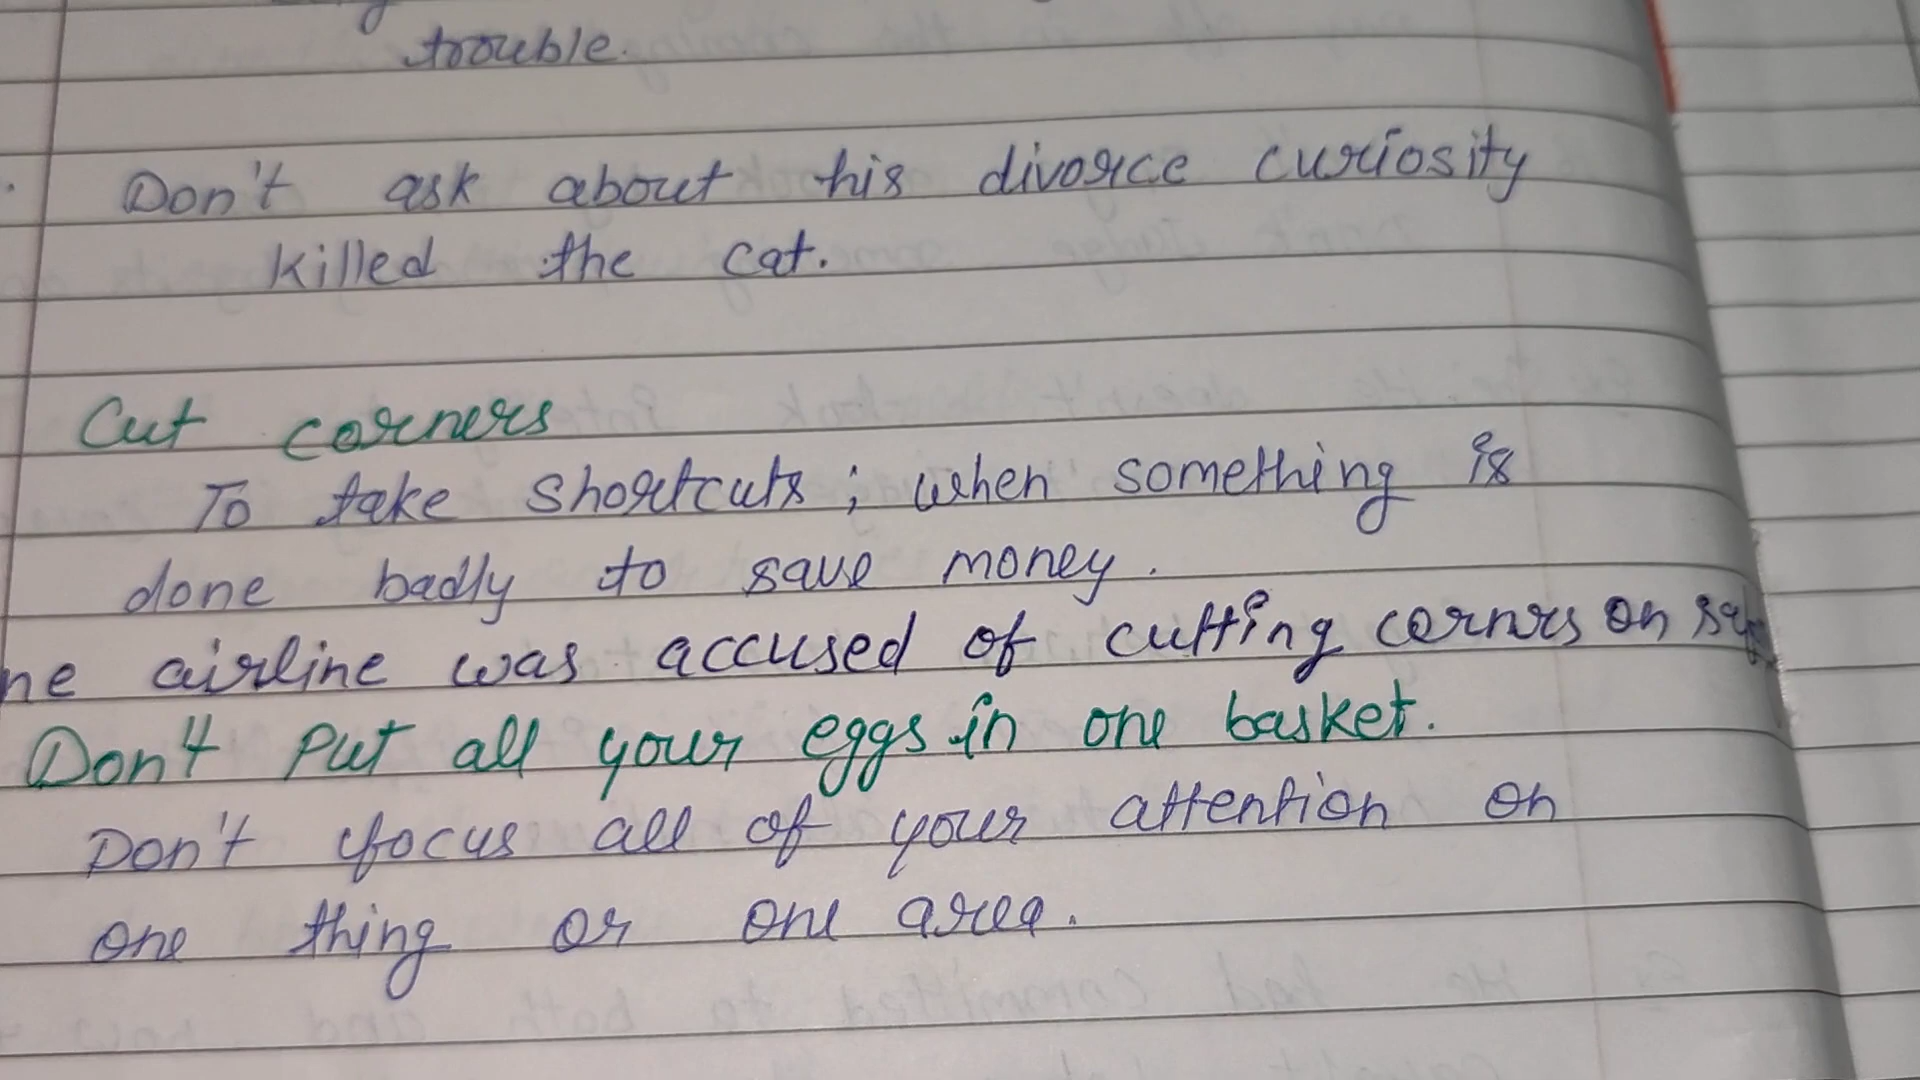 trouble.
Don't ask about his divorce curiosity
killed the cat.
Cut corners
To take shortcuts; when something is
done badly to save money.
airline was accused of cutting corners on
Don't Put all your eggs in one basket.
Don't focus all of your attention on
one thing or one area.